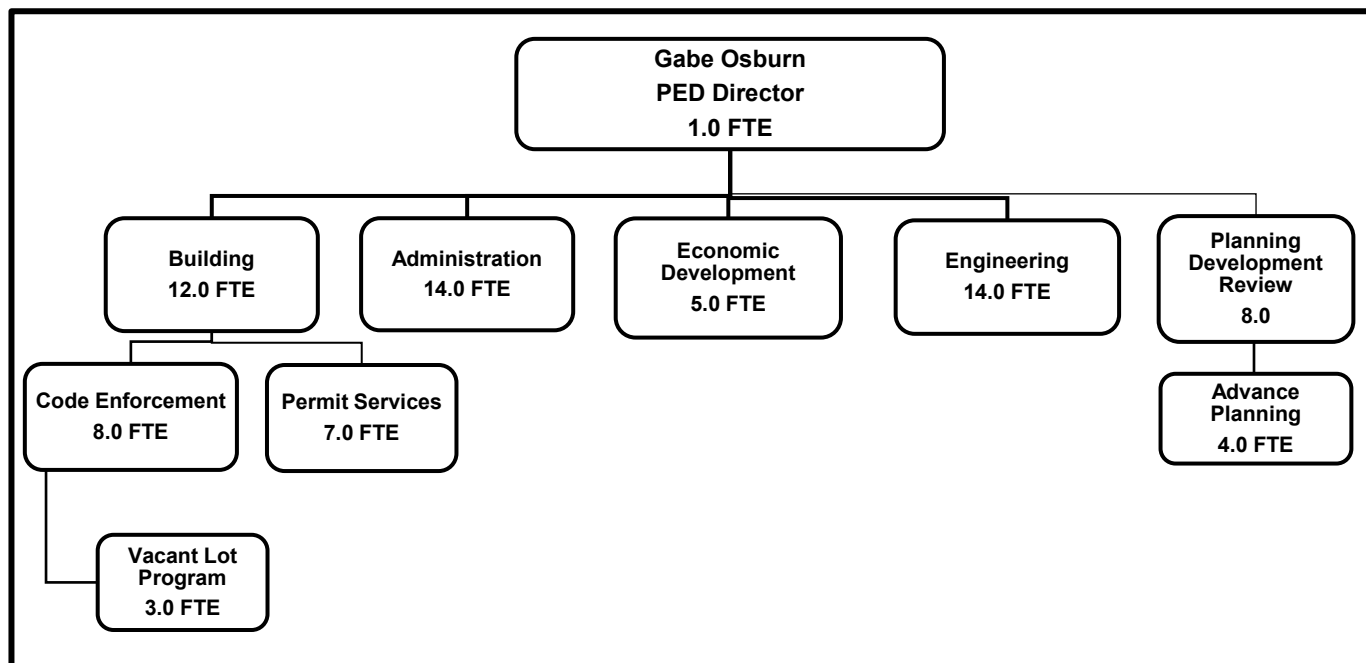 Gabe Osburn
PED Director
1.0 FTE
Building
12.0 FTE
Administration
14.0 FTE
Economic
Development
5.0 FTE
Engineering
14.0 FTE
Planning
Development
Review
8.0
Code Enforcement
8.0 FTE
Permit Services
7.0 FTE
Advance
Planning
4.0 FTE
Vacant Lot
Program
3.0 FTE